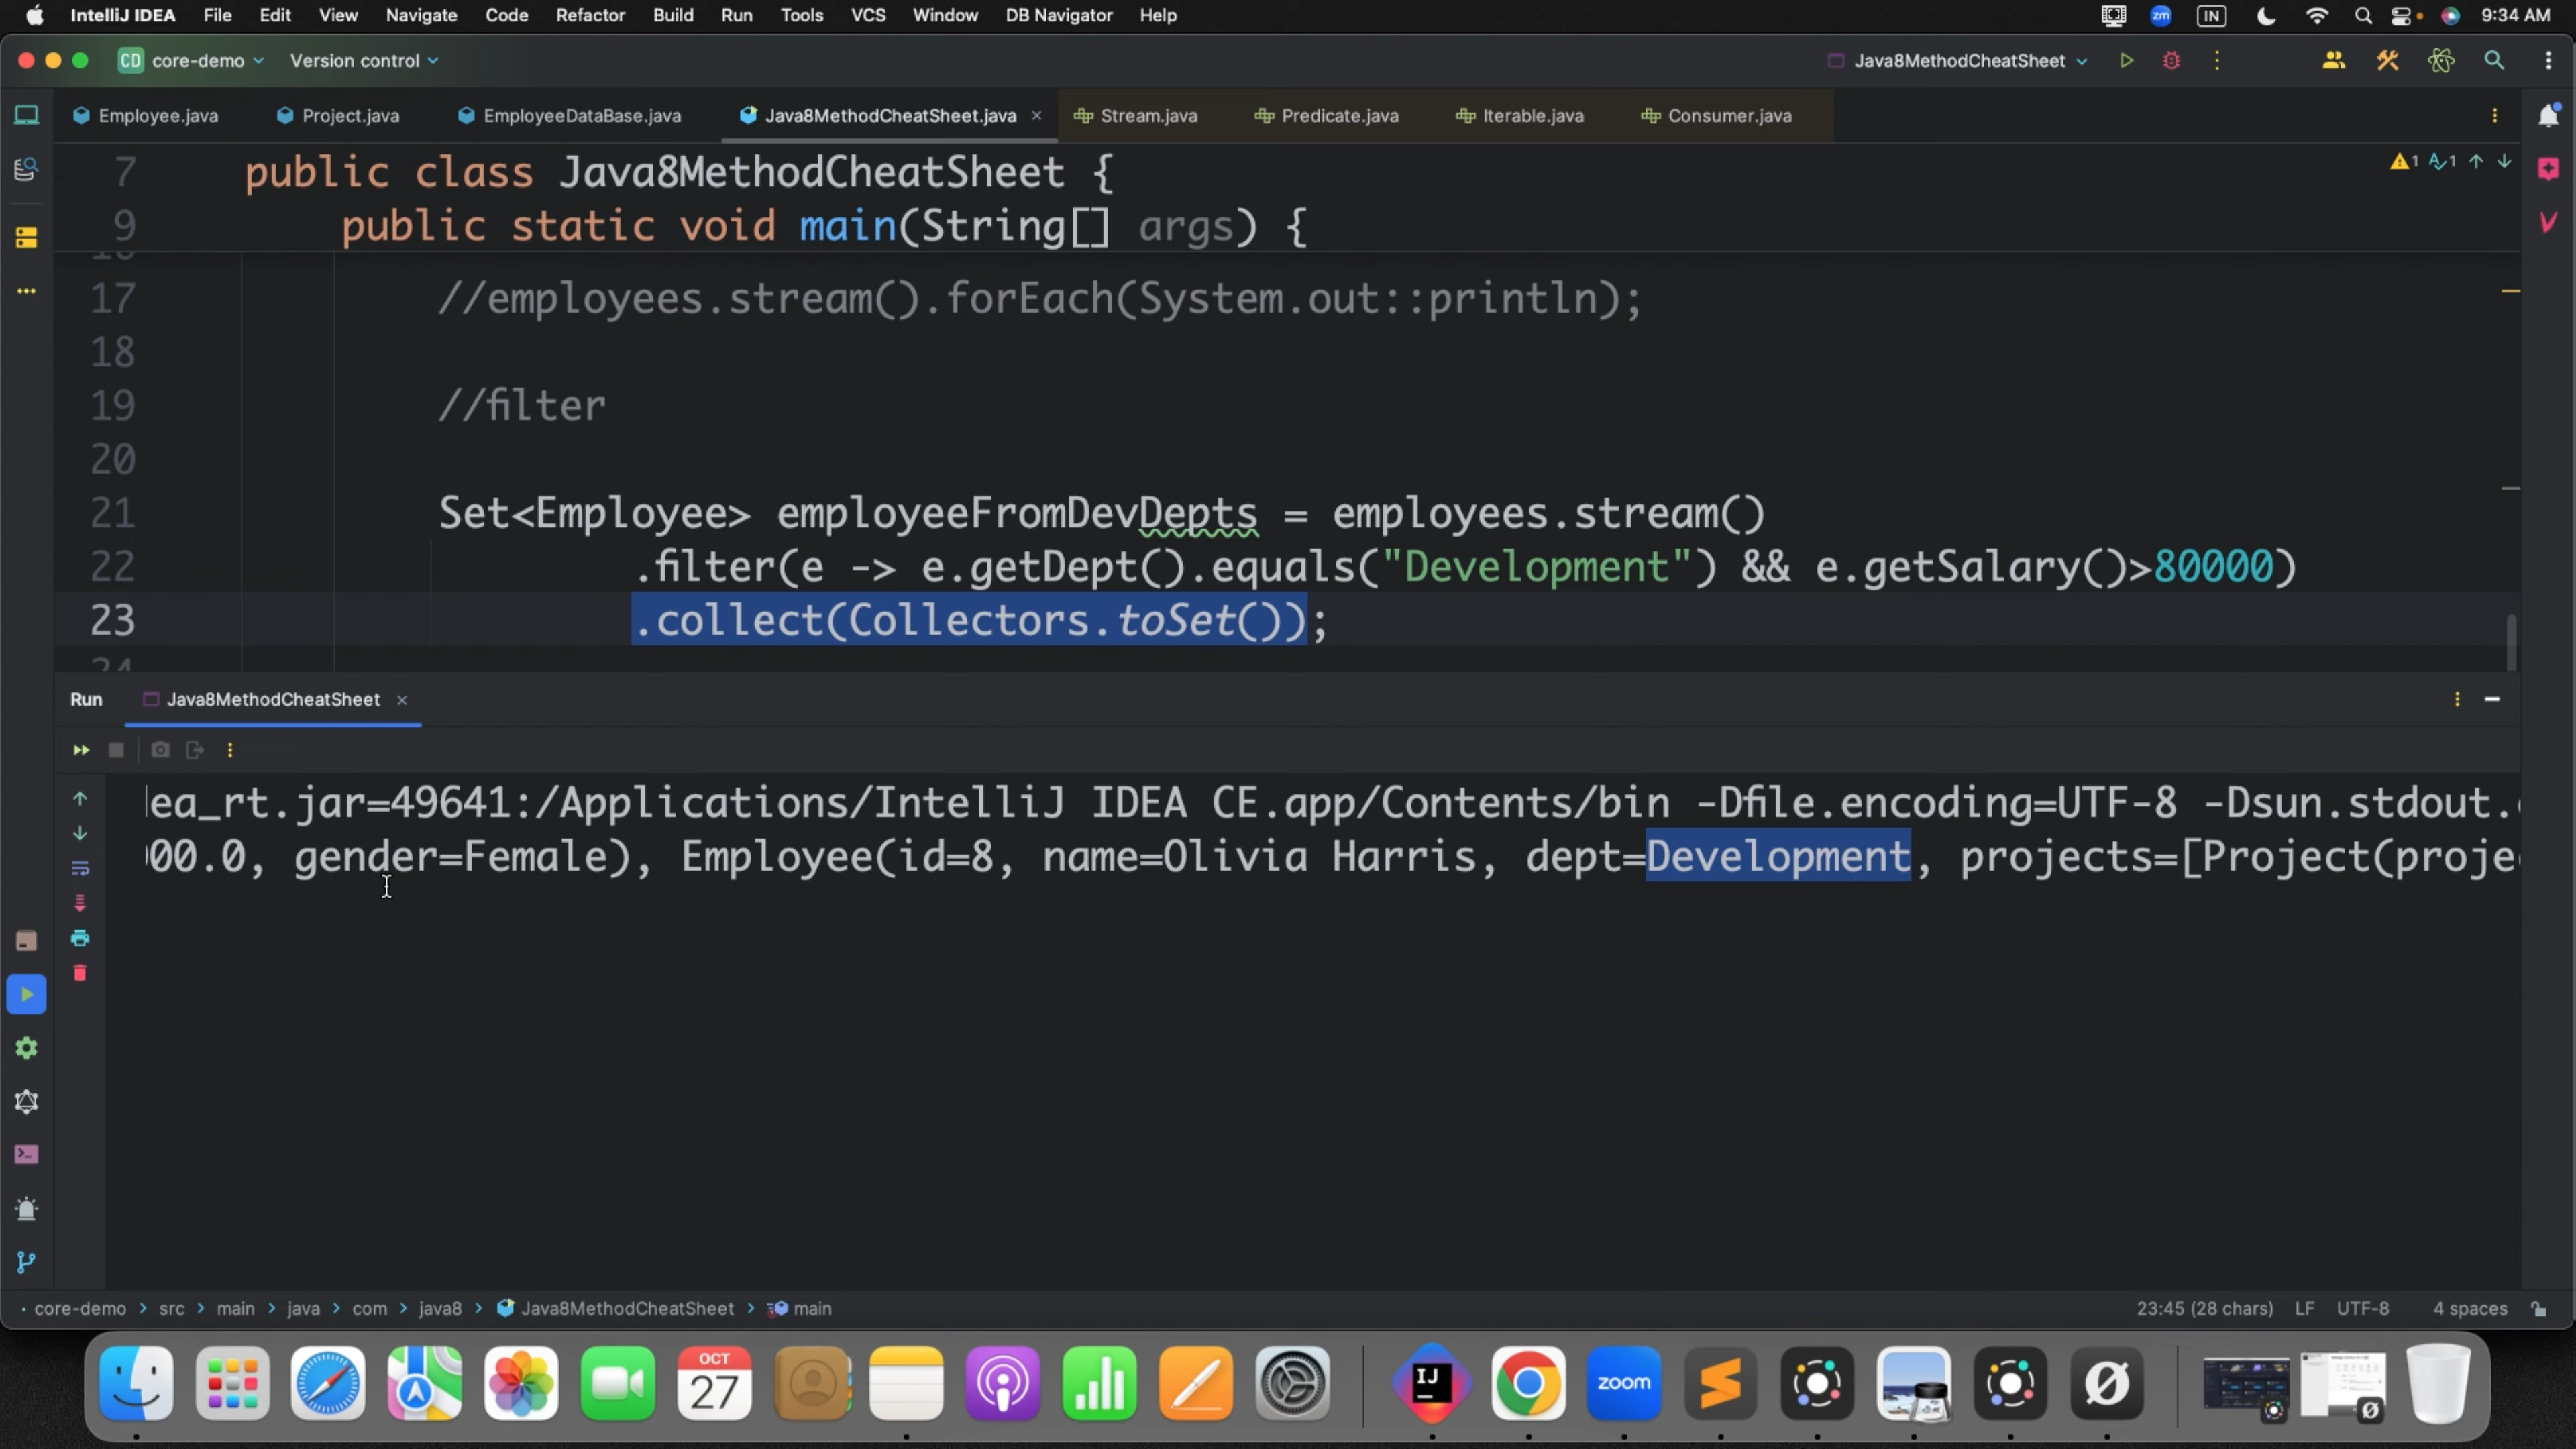 IntelliJ IDEA File Edit View Navigate Code Refactor Build Run Tools VCS Window DB Navigator Help zm IN 9:34 AM
CD core-demo Version control Java8MethodCheatSheet
Employee.java Project.java EmployeeDataBase.java Java8MethodCheatSheet.java Stream.java Predicate.java Iterable.java Consumer.java
7 public class Java8MethodCheatSheet { 1 1
9 public static void main(String[] args) {
17 //employees.stream().forEach(System.out::println);
18
19 //filter
20
21 Set<Employee> employeeFromDevDepts = employees.stream()
22 .filter(e -> e.getDept().equals("Development") && e.getSalary()>80000)
23 .collect(Collectors.toSet());
24
Run Java8MethodCheatSheet
ea_rt.jar=49641:/Applications/IntelliJ IDEA CE.app/Contents/bin -Dfile.encoding=UTF-8 -Dsun.stdout.
00.0, gender=Female), Employee(id=8, name=Olivia Harris, dept=Development, projects=[Project(proje
core-demo > src > main > java > com > java8 > Java8MethodCheatSheet > main 23:45 (28 chars) LF UTF-8 4 spaces
OCT
27
IJ
zoom